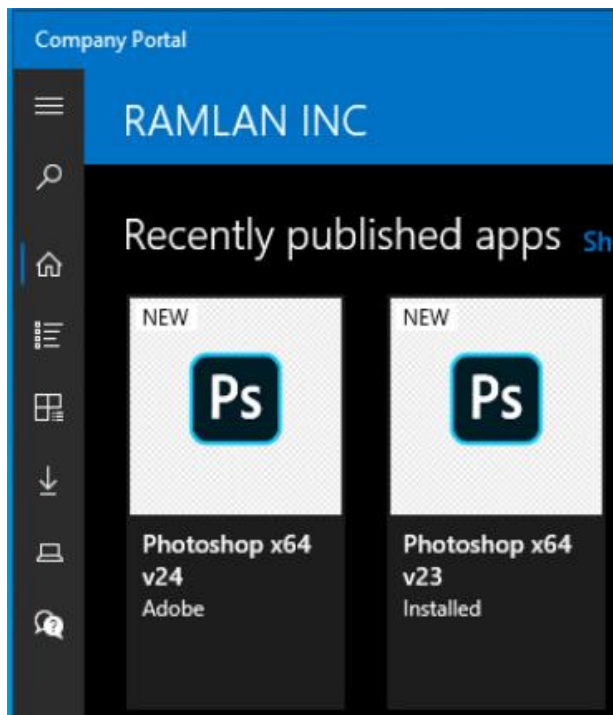 Company Portal
RAMLAN INC
Recently published apps Sh
NEW
Ps
Photoshop x64
v24
Adobe
NEW
Ps
Photoshop x64
v23
Installed